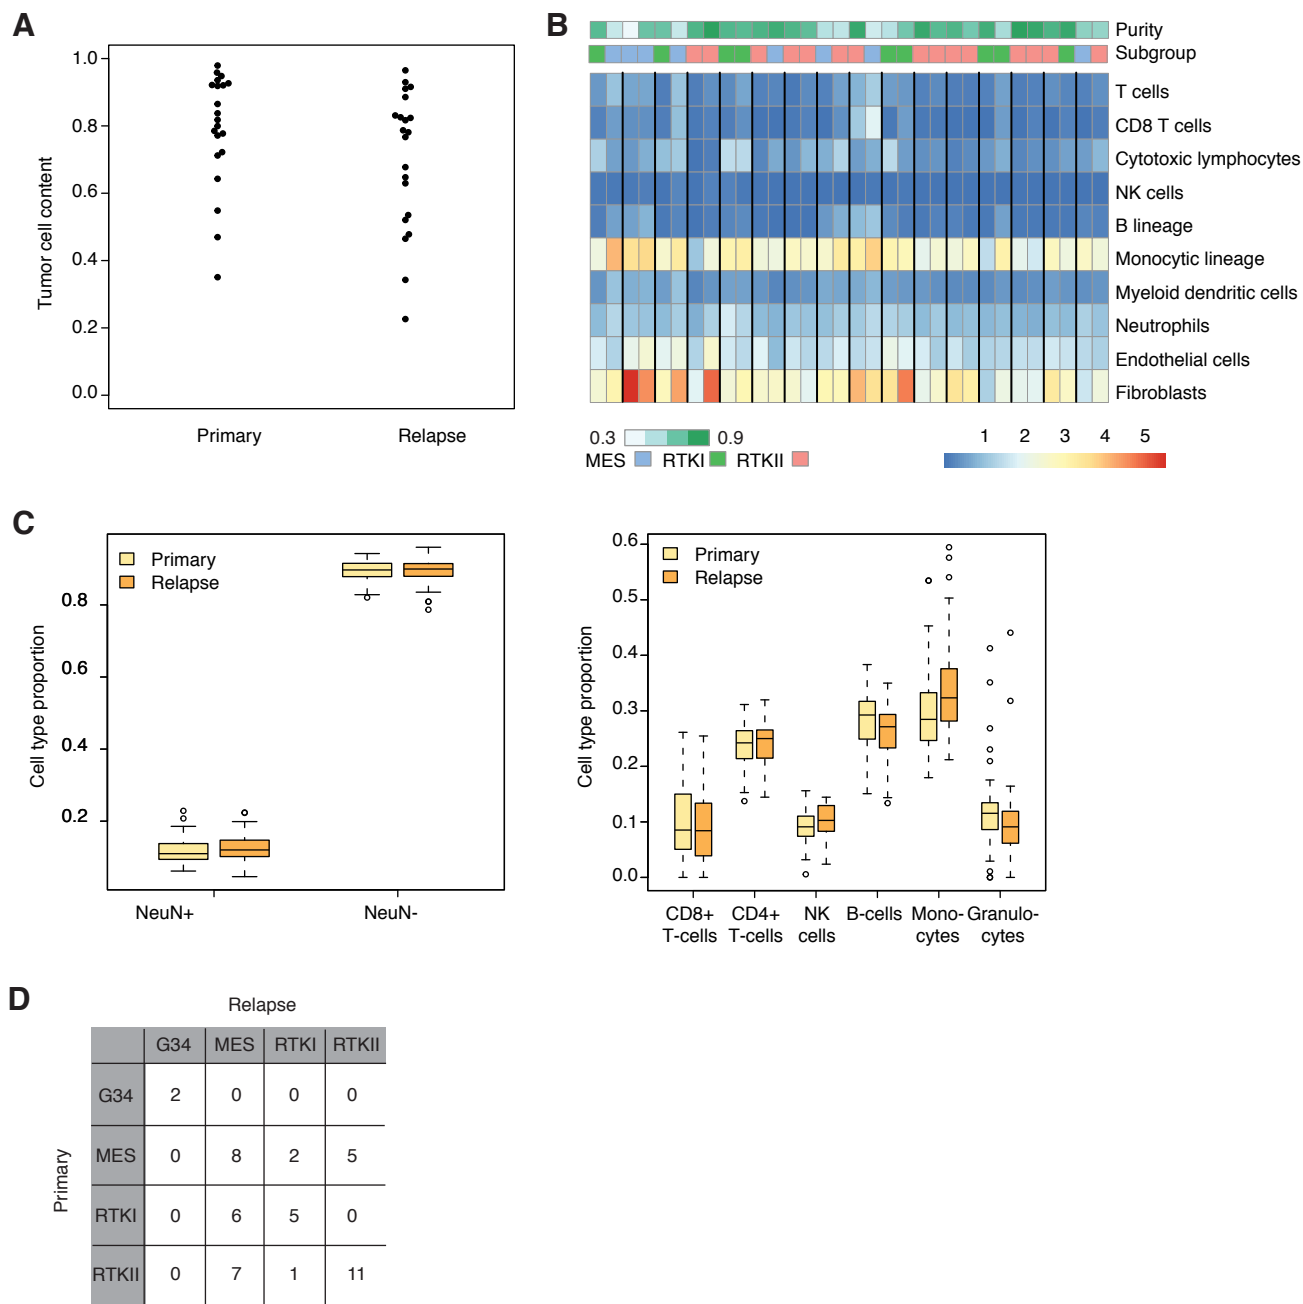 A
Tumor cell content
1.0
0.8
0.6
0.4
0.2
0.0
Primary
Relapse
B
Purity
Subgroup
T cells
CD8 T cells
Cytotoxic lymphocytes
NK cells
B lineage
Monocytic lineage
Myeloid dendritic cells
Neutrophils
Endothelial cells
Fibroblasts
0.3 0.9
MES RTKI RTKII
1 2 3 4 5
C
Cell type proportion
Primary
Relapse
0.8
0.6
0.4
0.2
NeuN+
NeuN-
Cell type proportion
Primary
Relapse
0.6
0.5
0.4
0.3
0.2
0.1
0.0
CD8+
T-cells
CD4+
T-cells
NK
cells
B-cells
Mono-
cytes
Granulo-
cytes
D
Relapse
Primary
G34 MES RTKI RTKII
G34 2 0 0 0
MES 0 8 2 5
RTKI 0 6 5 0
RTKII 0 7 1 11